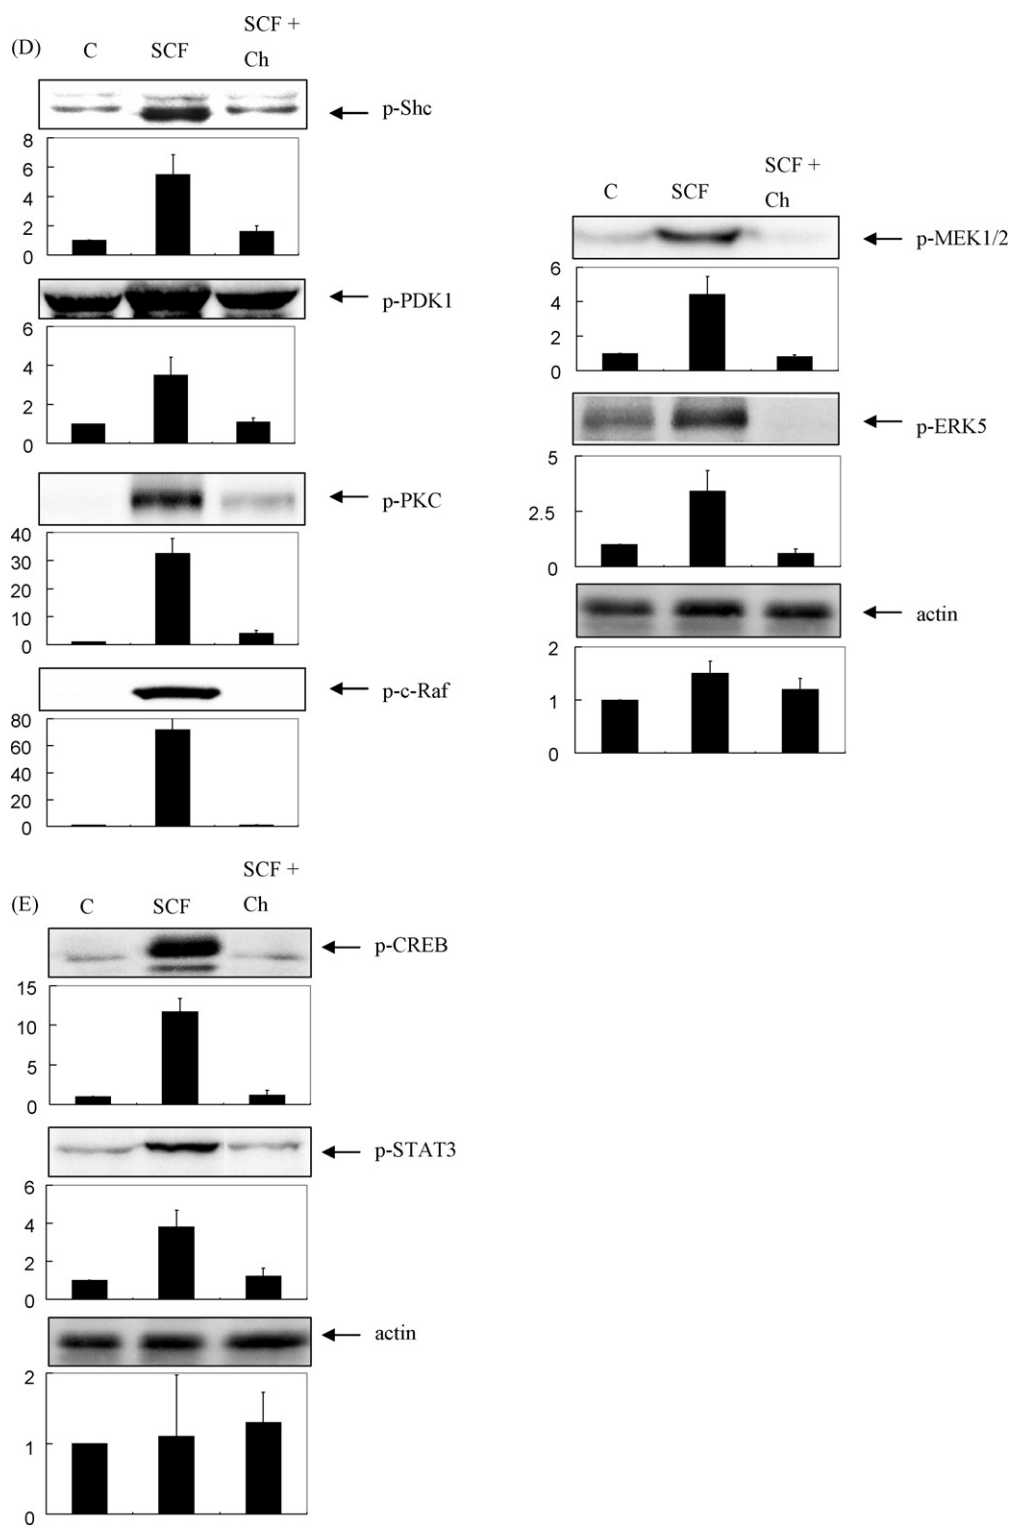 (D)
C
SCF
SCF +
Ch
p-Shc
8
6
4
2
0
p-PDK1
6
4
2
0
p-PKC
40
30
20
10
0
p-c-Raf
80
60
40
20
0
C
SCF
SCF +
Ch
p-MEK1/2
6
4
2
0
p-ERK5
5
2.5
0
actin
2
1
0
(E)
C
SCF
SCF +
Ch
p-CREB
15
10
5
0
p-STAT3
6
4
2
0
actin
2
1
0